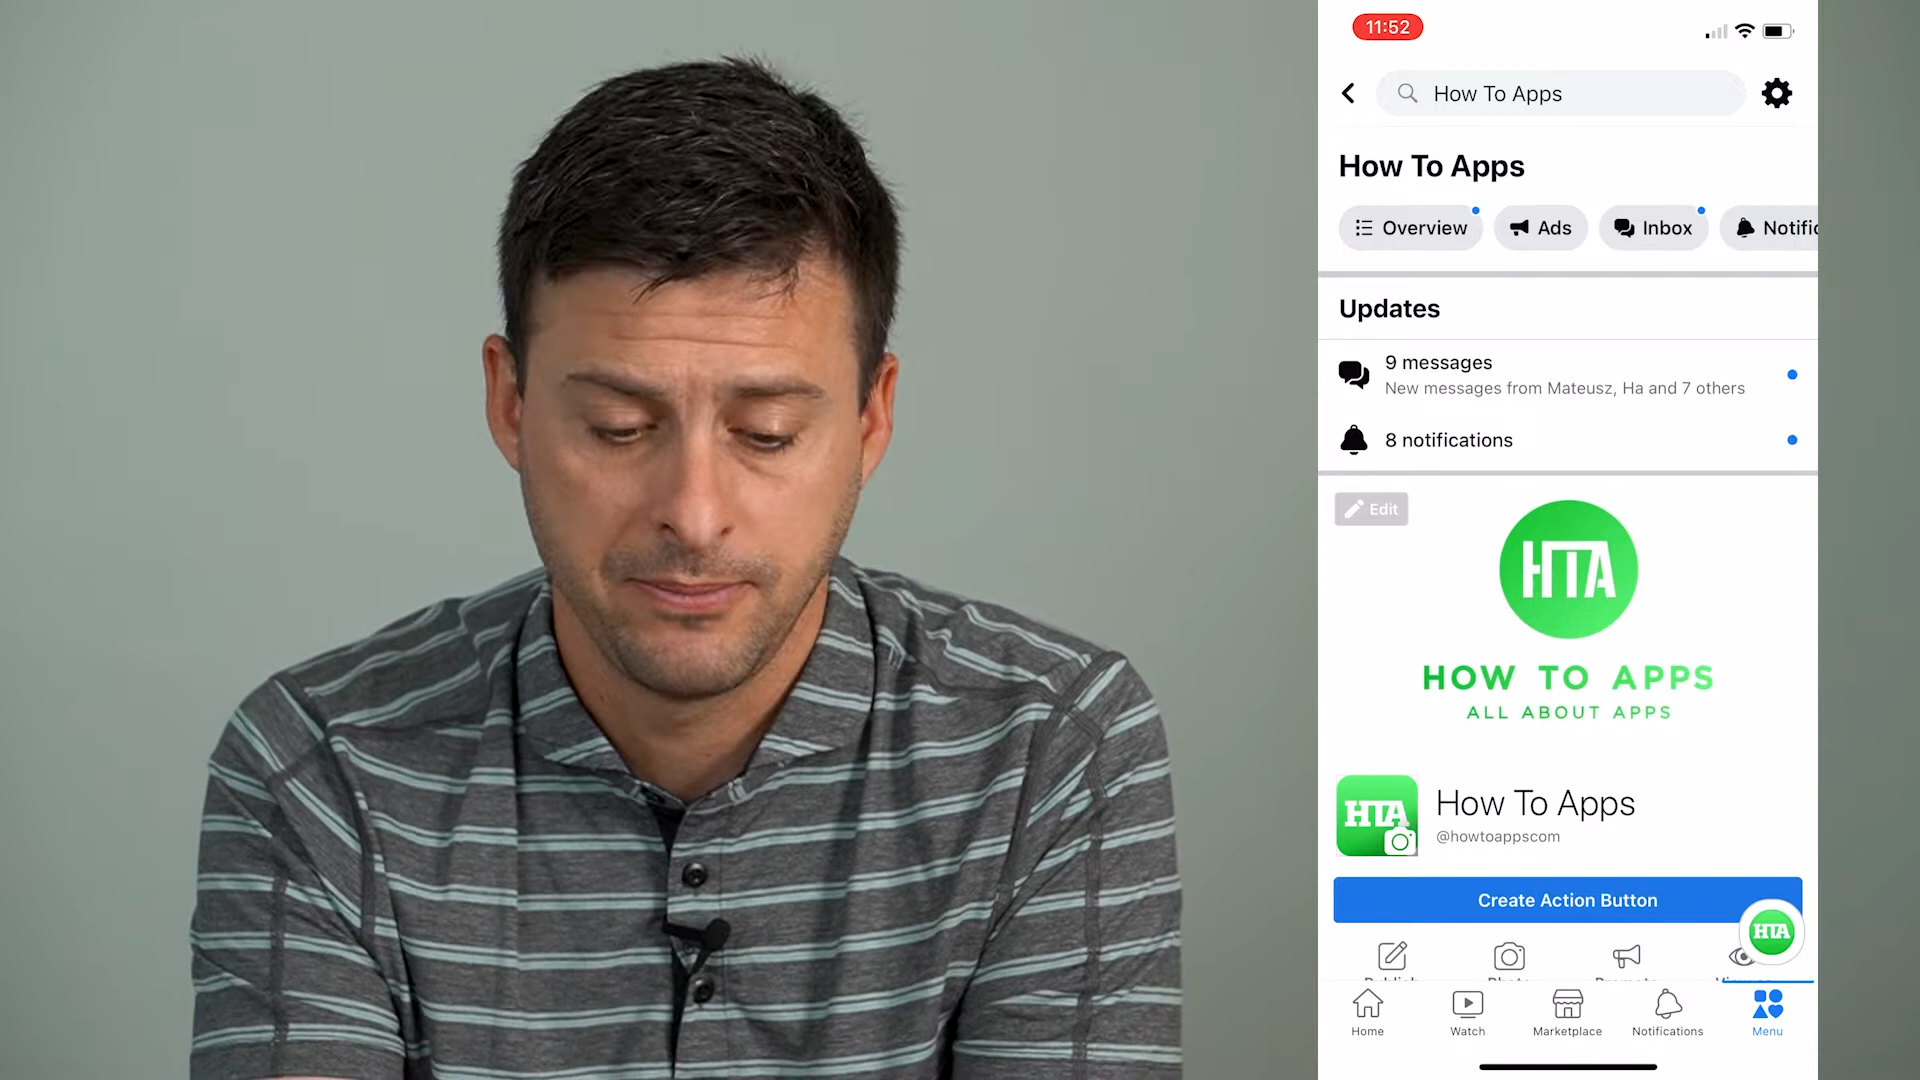 11:52
How To Apps
How To Apps
Overview
Ads
Inbox
Notific
Updates
9 messages
New messages from Mateusz, Ha and 7 others
8 notifications
Edit
HTA
HOW TO APPS
ALL ABOUT APPS
HTA
How To Apps
@howtoappscom
Create Action Button
HTA
Home
Watch
Marketplace
Notifications
Menu